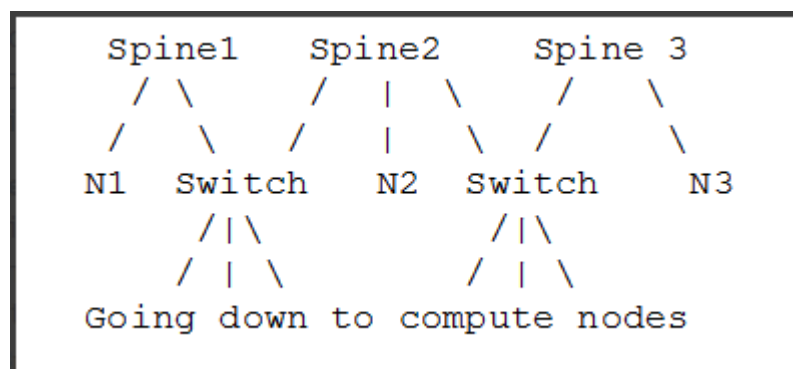 Spine1 Spine2 Spine 3
/ \ / | \ / \
/ \ / | \ / \
N1 Switch N2 Switch N3
/|\ /|\
/ | \ / | \
Going down to compute nodes